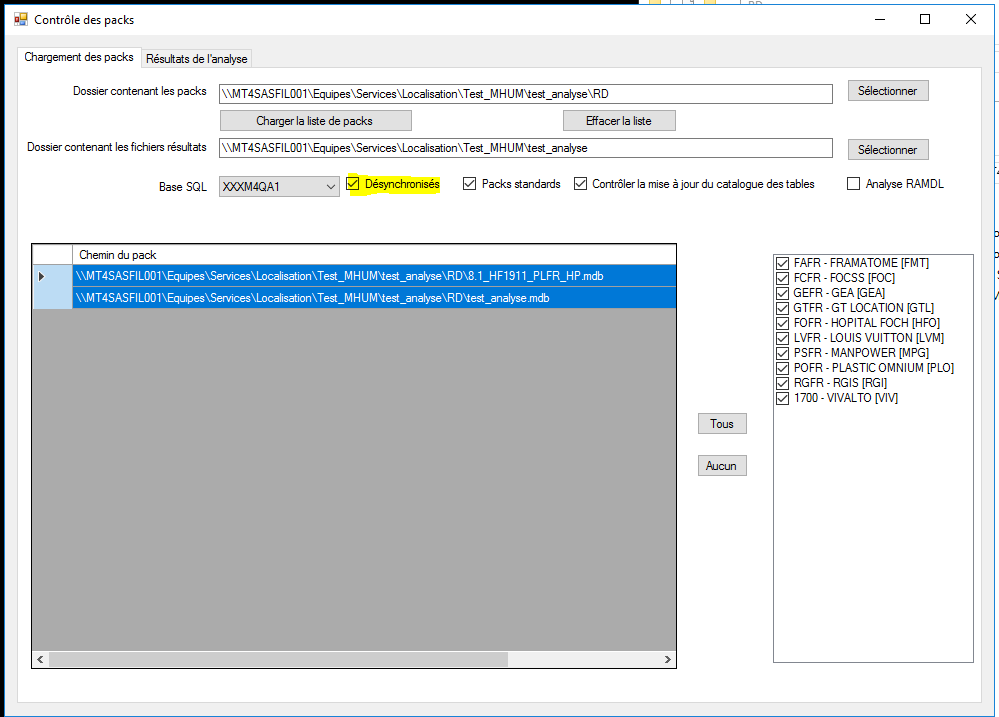 Contrôle des packs
Chargement des packs
Résultats de l'analyse
Dossier contenant les packs
\\MT4SASFIL001\Equipes\Services\Localisation\Test_MHUM\test_analyse\RD
Sélectionner
Charger la liste de packs
Effacer la liste
Dossier contenant les fichiers résultats
\\MT4SASFIL001\Equipes\Services\Localisation\Test_MHUM\test_analyse
Sélectionner
Base SQL
XXXM4QA1
Désynchronisés
Packs standards
Contrôler la mise à jour du catalogue des tables
Analyse RAMDL
Chemin du pack
\\MT4SASFIL001\Equipes\Services\Localisation\Test_MHUM\test_analyse\RD\8.1_HF1911_PLFR_HP.mdb
\\MT4SASFIL001\Equipes\Services\Localisation\Test_MHUM\test_analyse\RD\test_analyse.mdb
Tous
Aucun
FAFR - FRAMATOME [FMT]
FCFR - FOCSS [FOC]
GEFR - GEA [GEA]
GTFR - GT LOCATION [GTL]
FOFR - HOPITAL FOCH [HFO]
LVFR - LOUIS VUITTON [LVM]
PSFR - MANPOWER [MPG]
POFR - PLASTIC OMNIUM [PLO]
RGFR - RGIS [RGI]
1700 - VIVALTO [VIV]